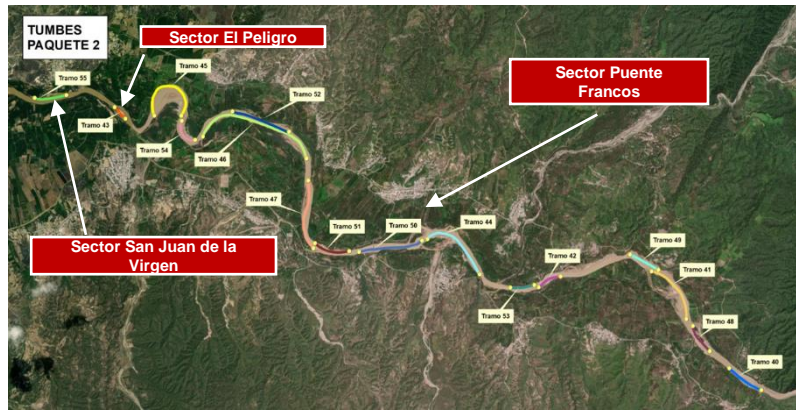 TUMBES
PAQUETE 2
Sector El Peligro
Tramo 45
Sector Puente
Francos
Tramo 55
Tramo 52
Tramo 43
Tramo 54
Tramo 46
Tramo 47
Tramo 51
Tramo 50
Tramo 44
Sector San Juan de la
Virgen
Tramo 42
Tramo 49
Tramo 41
Tramo 53
Tramo 48
Tramo 40